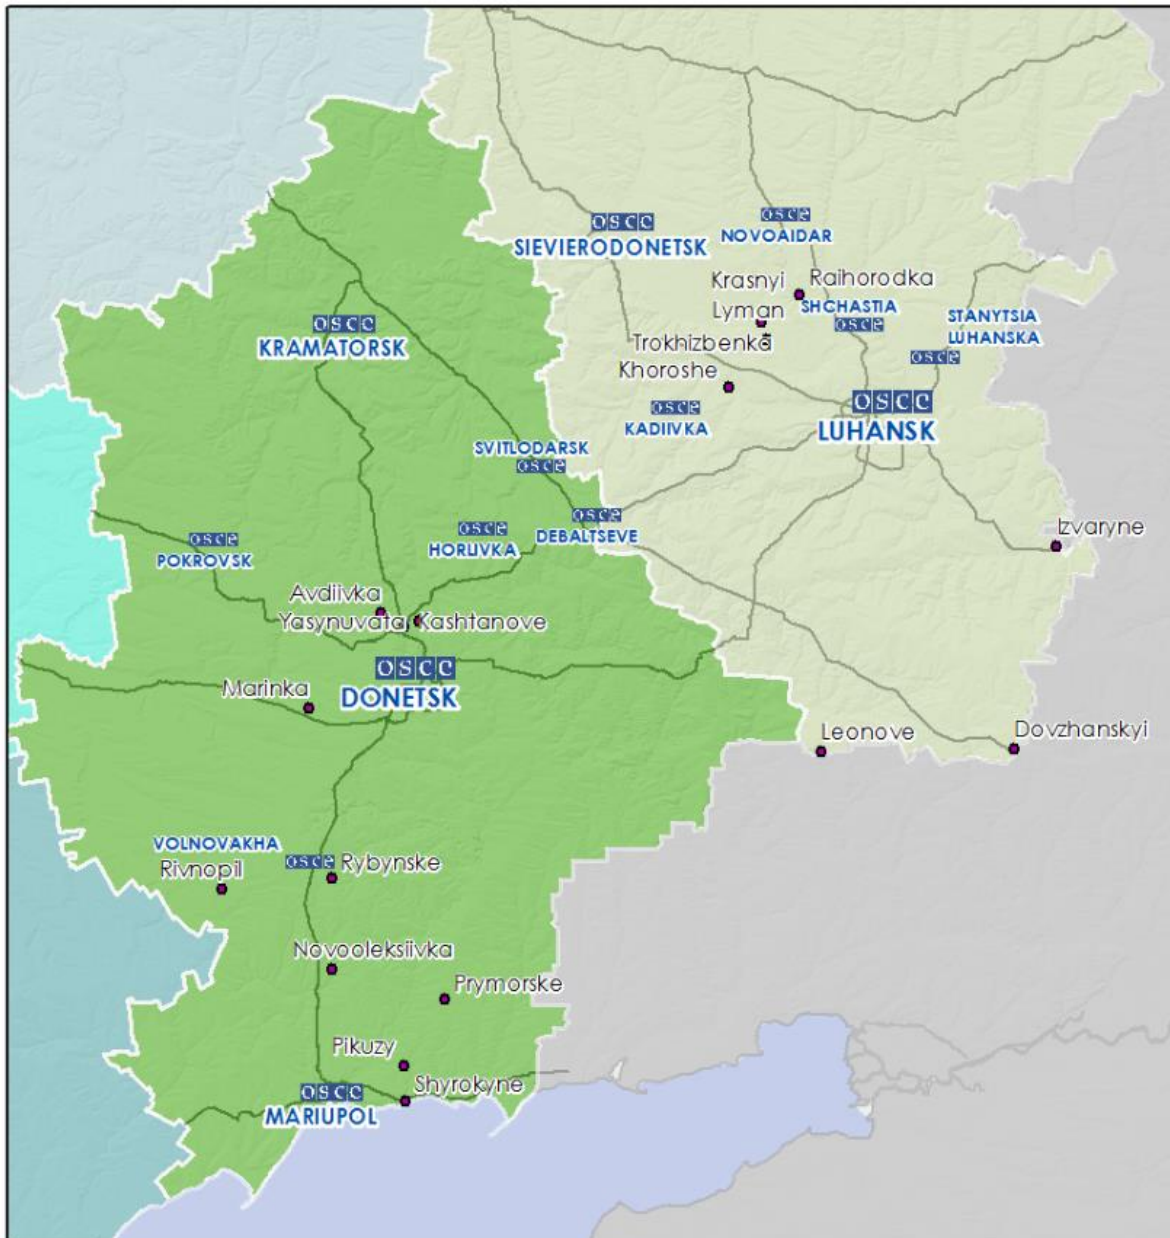 osce
NOVOAIDAR
osce
SIEVIERODONETSK
Krasnyi
Lyman
Raihorodka
SHCHASTIA
osce
STANYTSIA
LUHANSKA
osce
osce
KRAMATORSK
Trokhizbenka
Khoroshe
osce
KADIIVKA
osce
LUHANSK
SVITLODARSK
osce
osce
DEBALTSEVE
osce
HORLIVKA
osce
POKROVSK
Izvaryne
Avdiivka
Yasynuvata
Kashtanove
osce
DONETSK
Marinka
Leonove
Dovzhanskyi
VOLNOVAKHA
osce
Rivnopil
Rybynske
Novooleksiivka
Prymorske
Pikuzy
Shyrokyne
osce
MARIUPOL